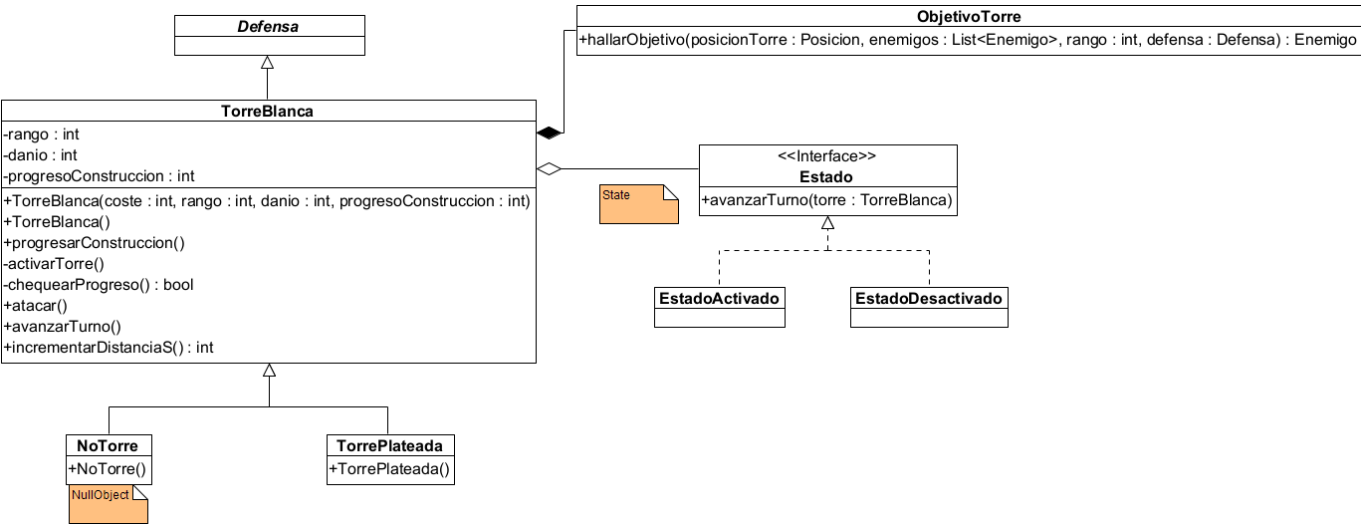 Defensa
ObjetivoTorre
+hallarObjetivo(posicionTorre : Posicion, enemigos : List<Enemigo>, rango : int, defensa : Defensa) : Enemigo
TorreBlanca
-rango : int
-danio : int
-progresoConstruccion : int
+TorreBlanca(coste : int, rango : int, danio : int, progresoConstruccion : int)
+TorreBlanca()
+progresarConstruccion()
-activarTorre()
-chequearProgreso() : bool
+atacar()
+avanzarTurno()
+incrementarDistanciaS() : int
<<Interface>>
Estado
+avanzarTurno(torre : TorreBlanca)
State
EstadoActivado
EstadoDesactivado
NoTorre
+NoTorre()
NullObject
TorrePlateada
+TorrePlateada()